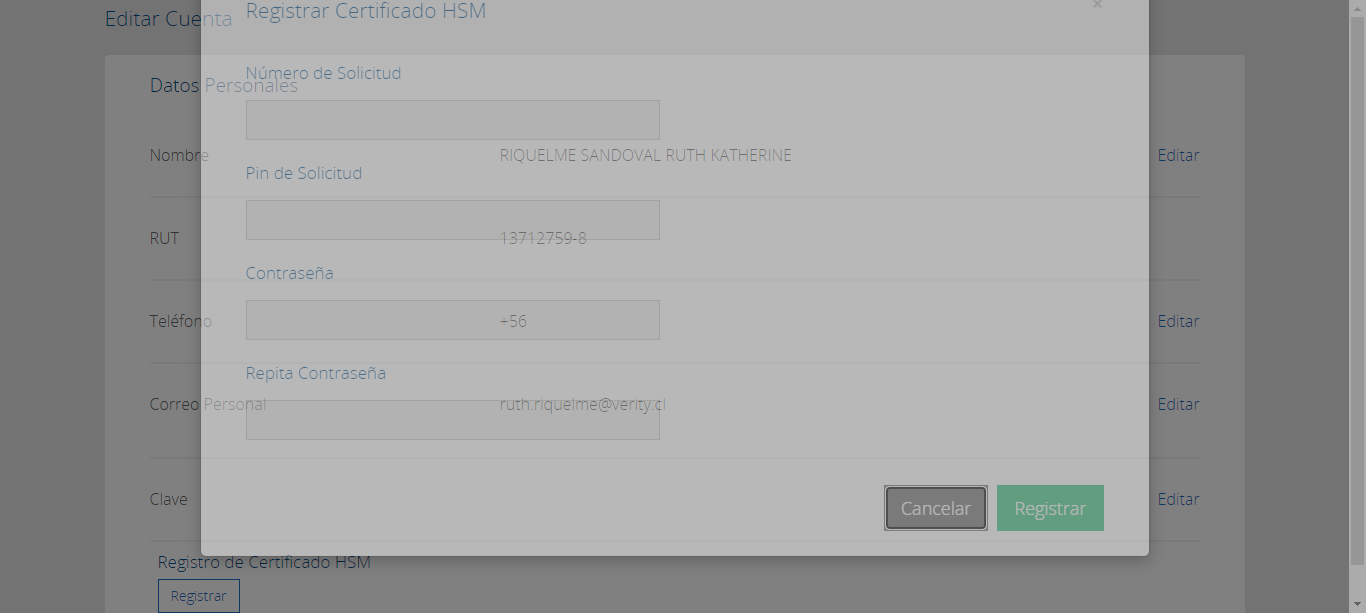 Editar Cuenta
Registrar Certificado HSM
×
Datos Personales
Número de Solicitud
Nombre
RIQUELME SANDOVAL RUTH KATHERINE
Editar
Pin de Solicitud
RUT
13712759-8
Contraseña
Teléfono
+56
Editar
Repita Contraseña
Correo Personal
ruth.riquelme@verity.cl
Editar
Clave
Editar
Cancelar
Registrar
Registro de Certificado HSM
Registrar